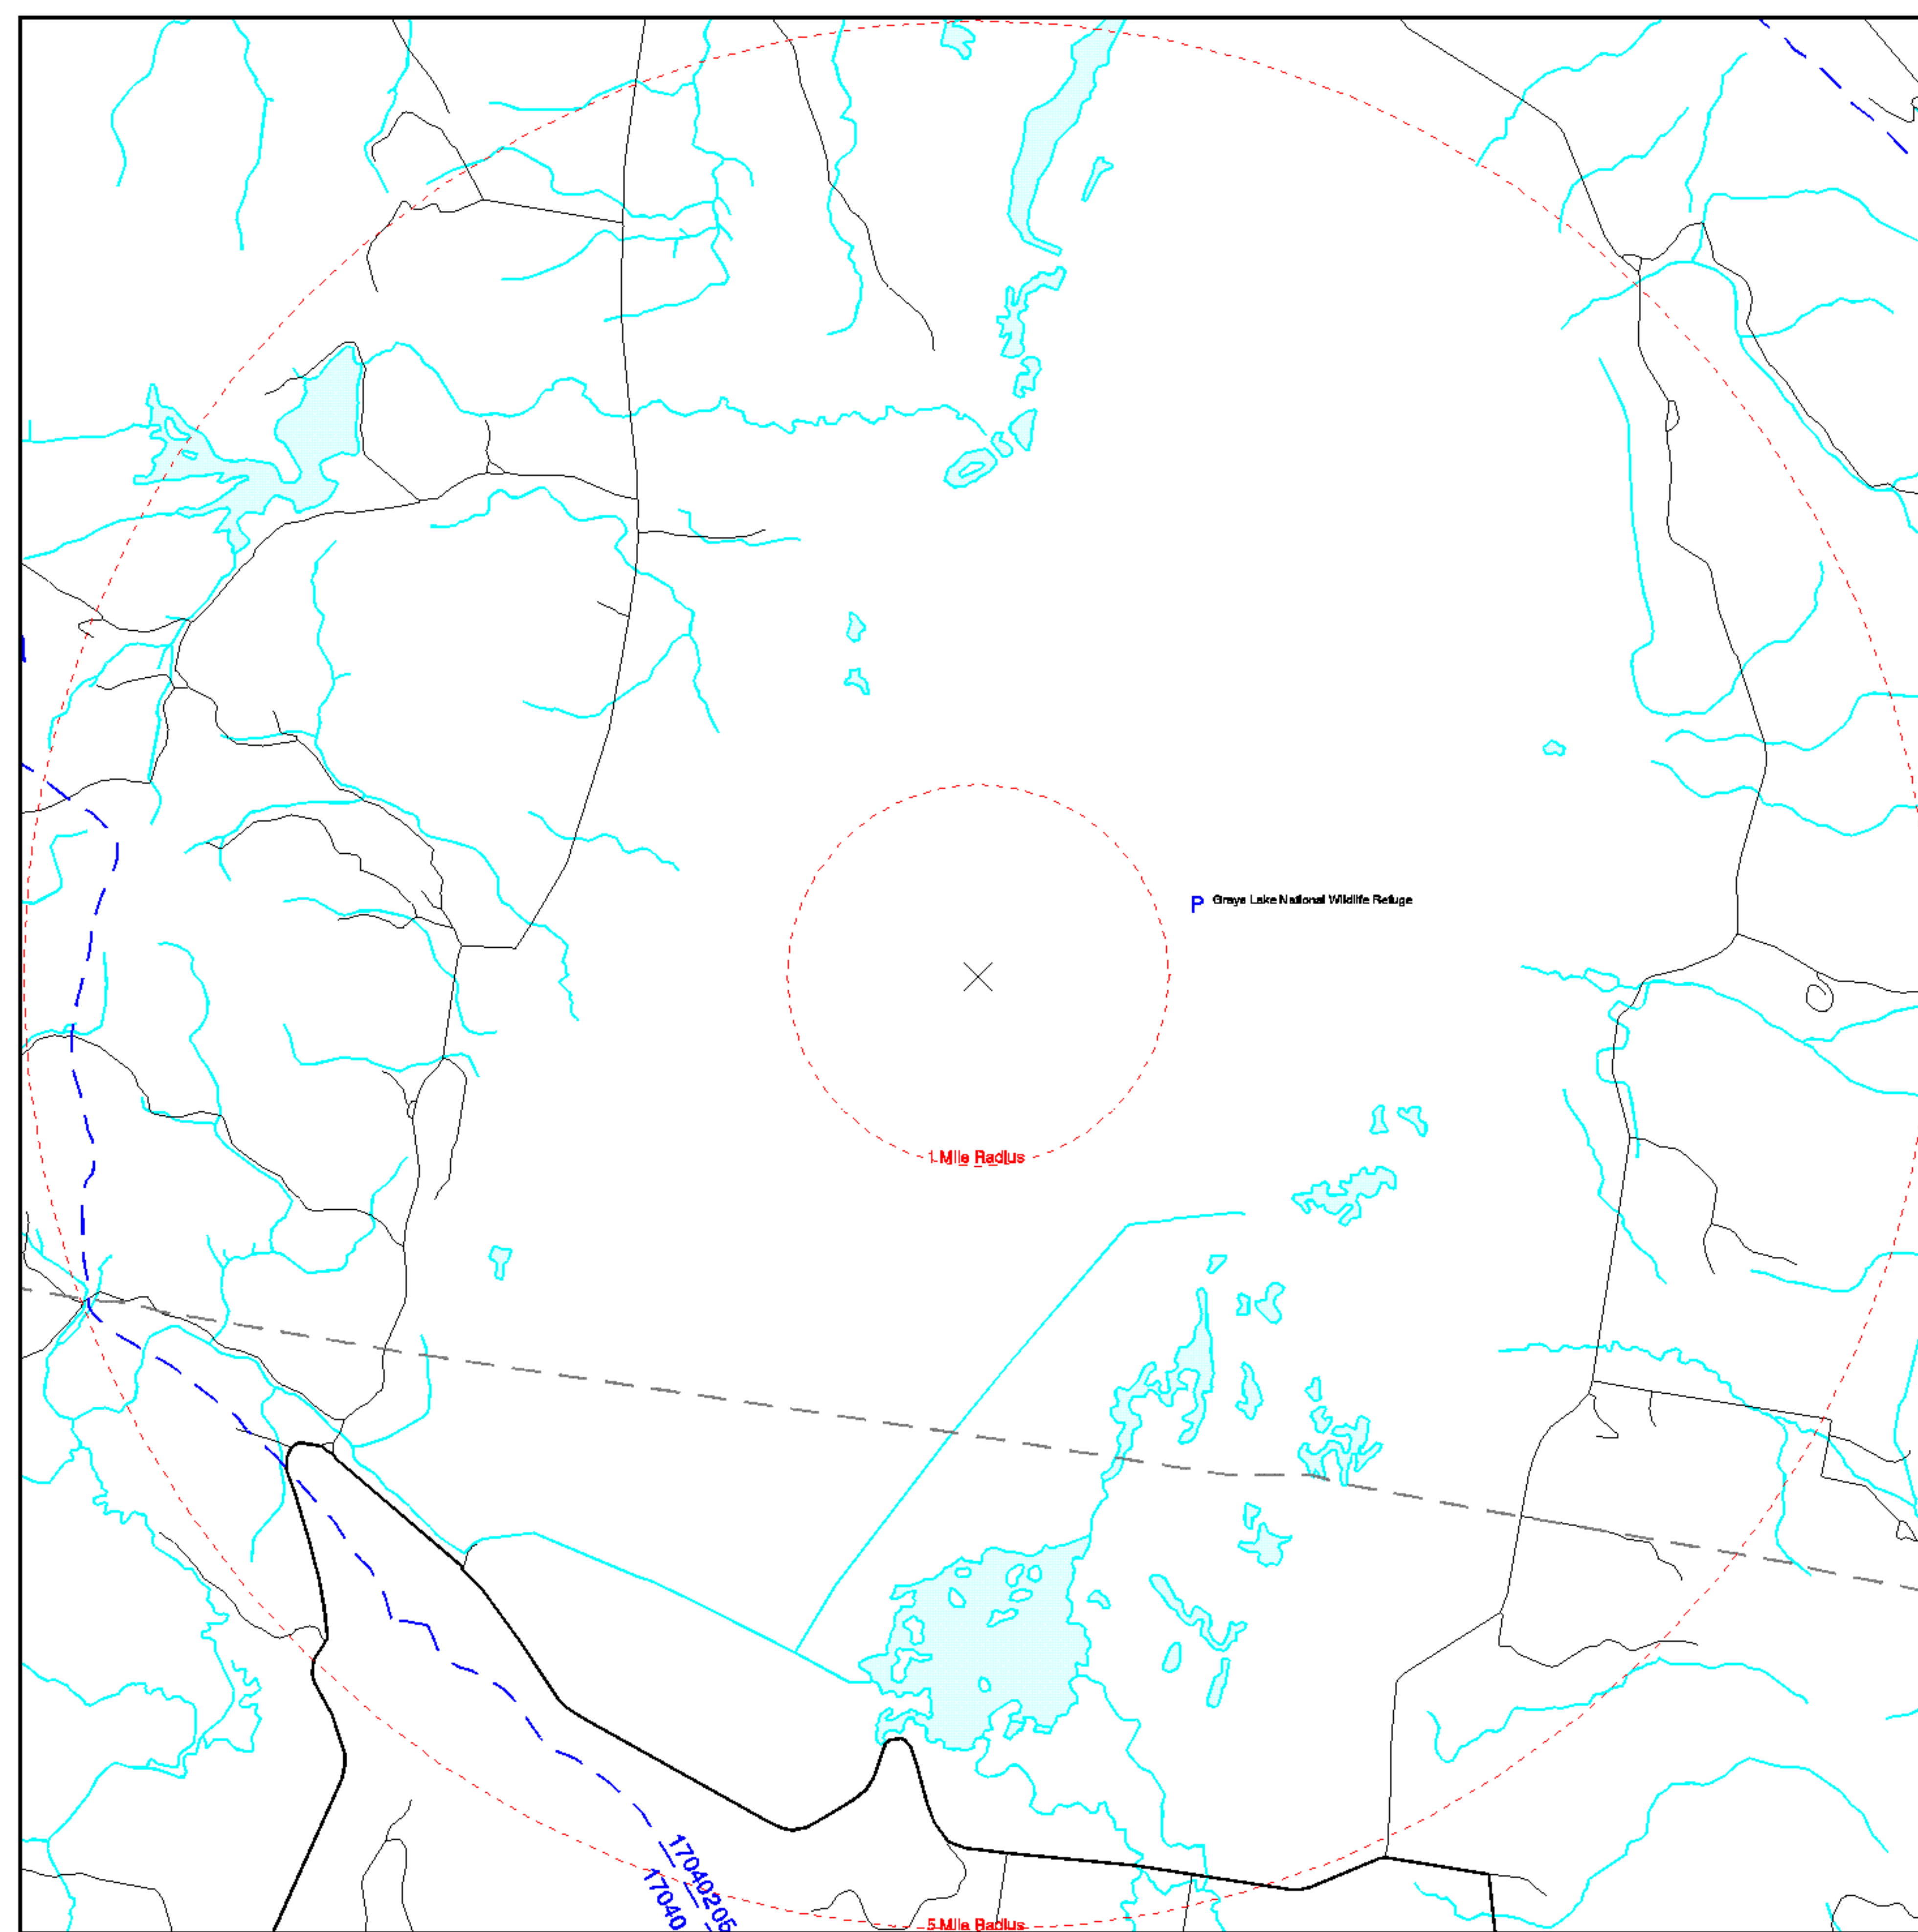 P Grays Lake National Wildlife Refuge
1 Mile Radius
17040205
17040
5 Mile Radius